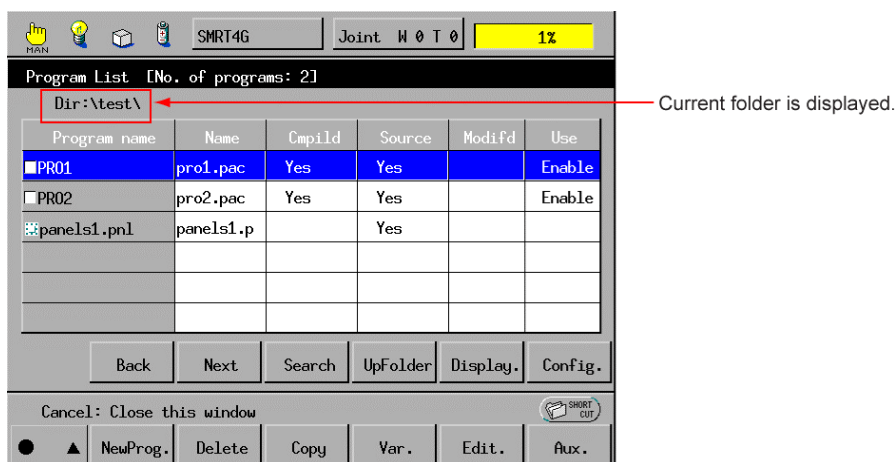 MAN SMRT4G Joint W 0 T 0 1%
Program List [No. of programs: 2]
Dir:\test\
Current folder is displayed.
Program name Name Cmpild Source Modifd Use
PRO1 pro1.pac Yes Yes Enable
PRO2 pro2.pac Yes Yes Enable
panels1.pnl panels1.p Yes
Back Next Search UpFolder Display. Config.
Cancel: Close this window SHORT CUT
NewProg. Delete Copy Var. Edit. Aux.